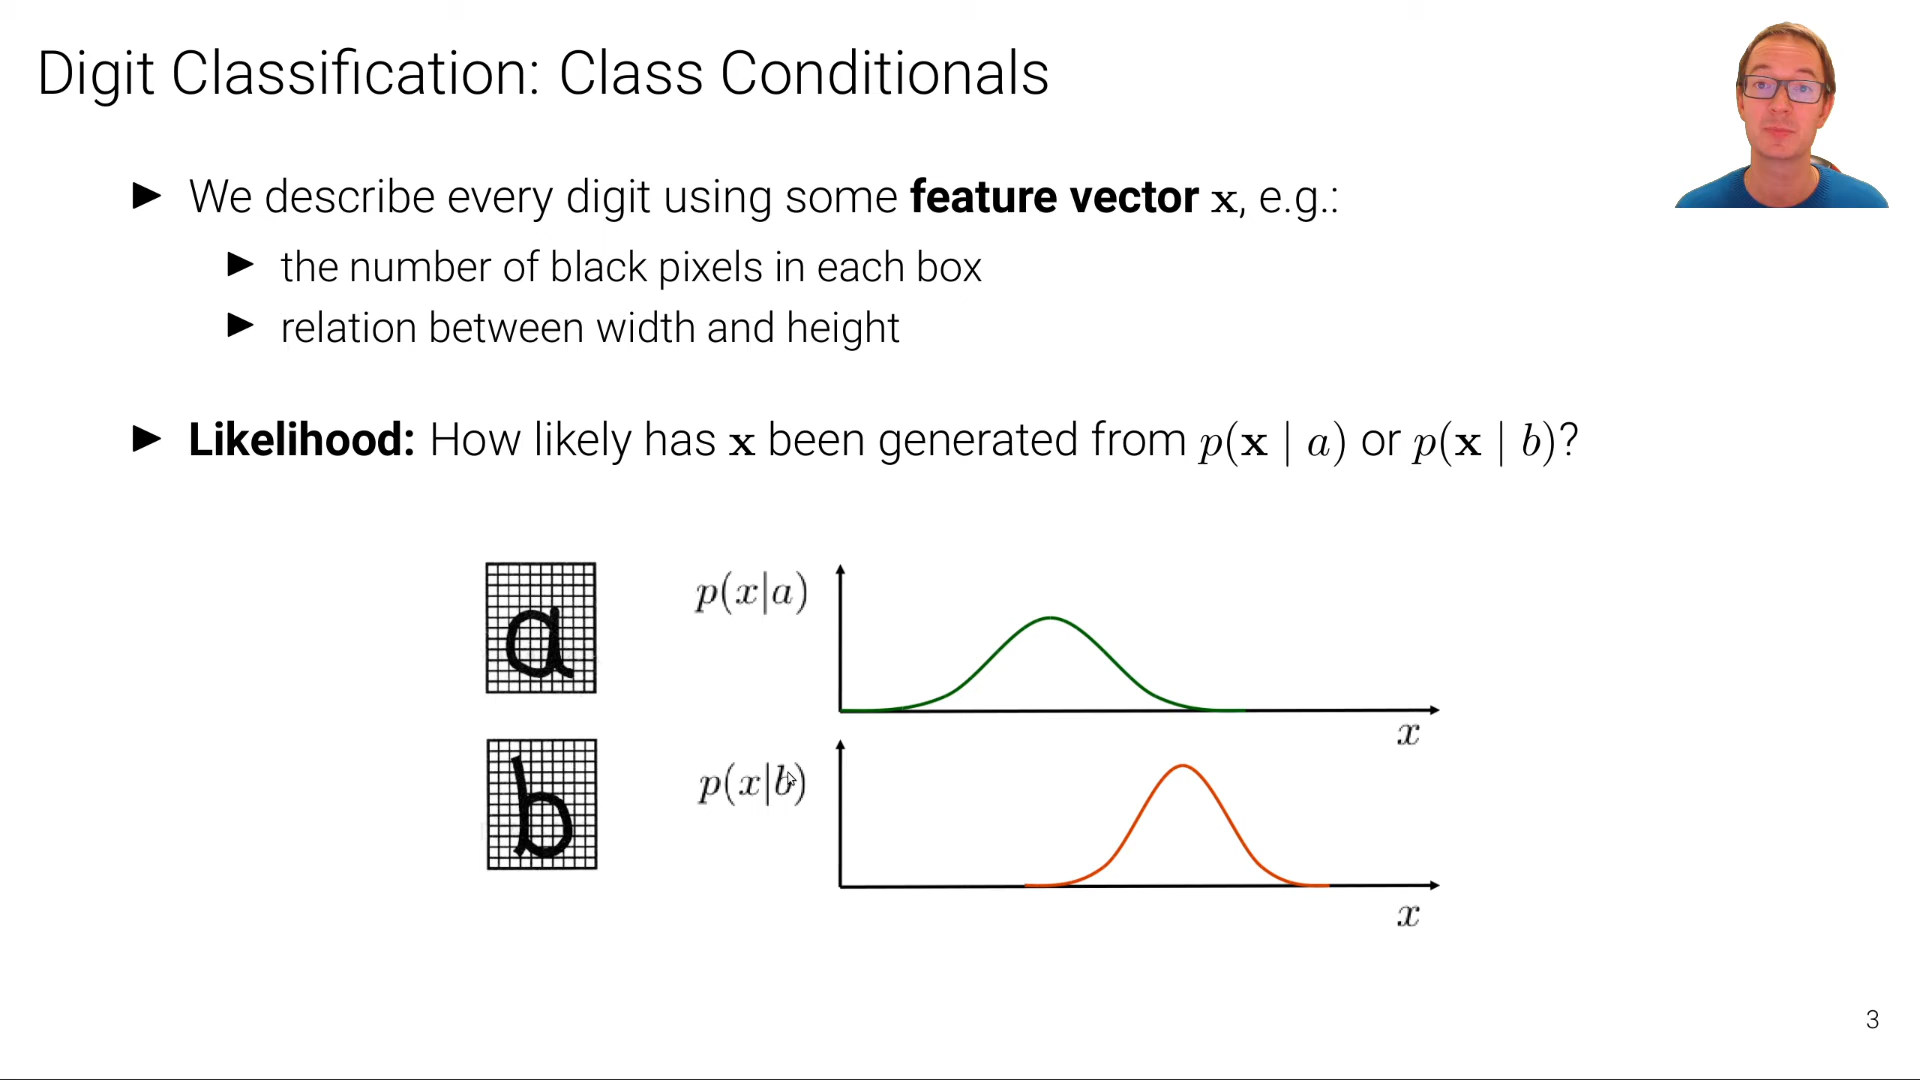 Digit Classification: Class Conditionals
▶ We describe every digit using some feature vector x, e.g.:
▶ the number of black pixels in each box
▶ relation between width and height
▶ Likelihood: How likely has x been generated from p(x | a) or p(x | b)?
a
p(x|a)
x
b
p(x|b)
x
3